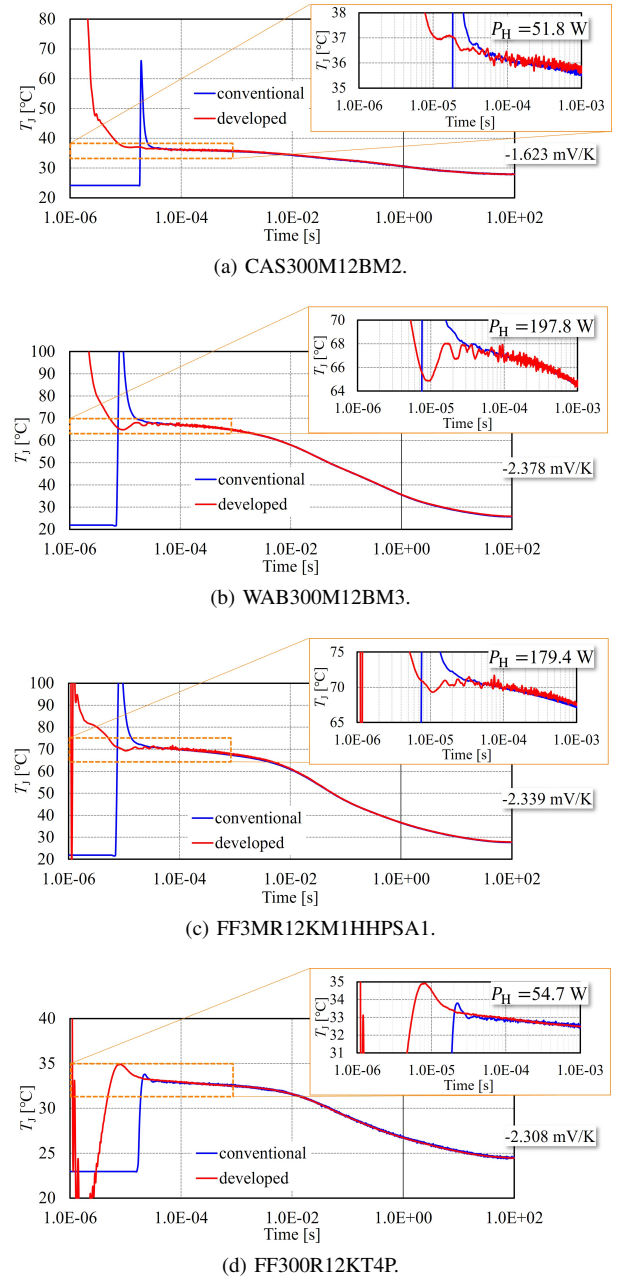 80
70
60
50
40
30
20
T_J [°C]
conventional
developed
1.0E-06 1.0E-04 1.0E-02 1.0E+00 1.0E+02
Time [s]
-1.623 mV/K
38
37
36
35
T_J [°C]
P_H =51.8 W
1.0E-06 1.0E-05 1.0E-04 1.0E-03
Time [s]
(a) CAS300M12BM2.
100
90
80
70
60
50
40
30
20
T_J [°C]
conventional
developed
1.0E-06 1.0E-04 1.0E-02 1.0E+00 1.0E+02
Time [s]
-2.378 mV/K
70
68
66
64
T_J [°C]
P_H =197.8 W
1.0E-06 1.0E-05 1.0E-04 1.0E-03
Time [s]
(b) WAB300M12BM3.
100
90
80
70
60
50
40
30
20
T_J [°C]
conventional
developed
1.0E-06 1.0E-04 1.0E-02 1.0E+00 1.0E+02
Time [s]
-2.339 mV/K
75
70
65
T_J [°C]
P_H =179.4 W
1.0E-06 1.0E-05 1.0E-04 1.0E-03
Time [s]
(c) FF3MR12KM1HHPSA1.
40
35
30
25
20
T_J [°C]
conventional
developed
1.0E-06 1.0E-04 1.0E-02 1.0E+00 1.0E+02
Time [s]
-2.308 mV/K
35
34
33
32
31
T_J [°C]
P_H =54.7 W
1.0E-06 1.0E-05 1.0E-04 1.0E-03
Time [s]
(d) FF300R12KT4P.